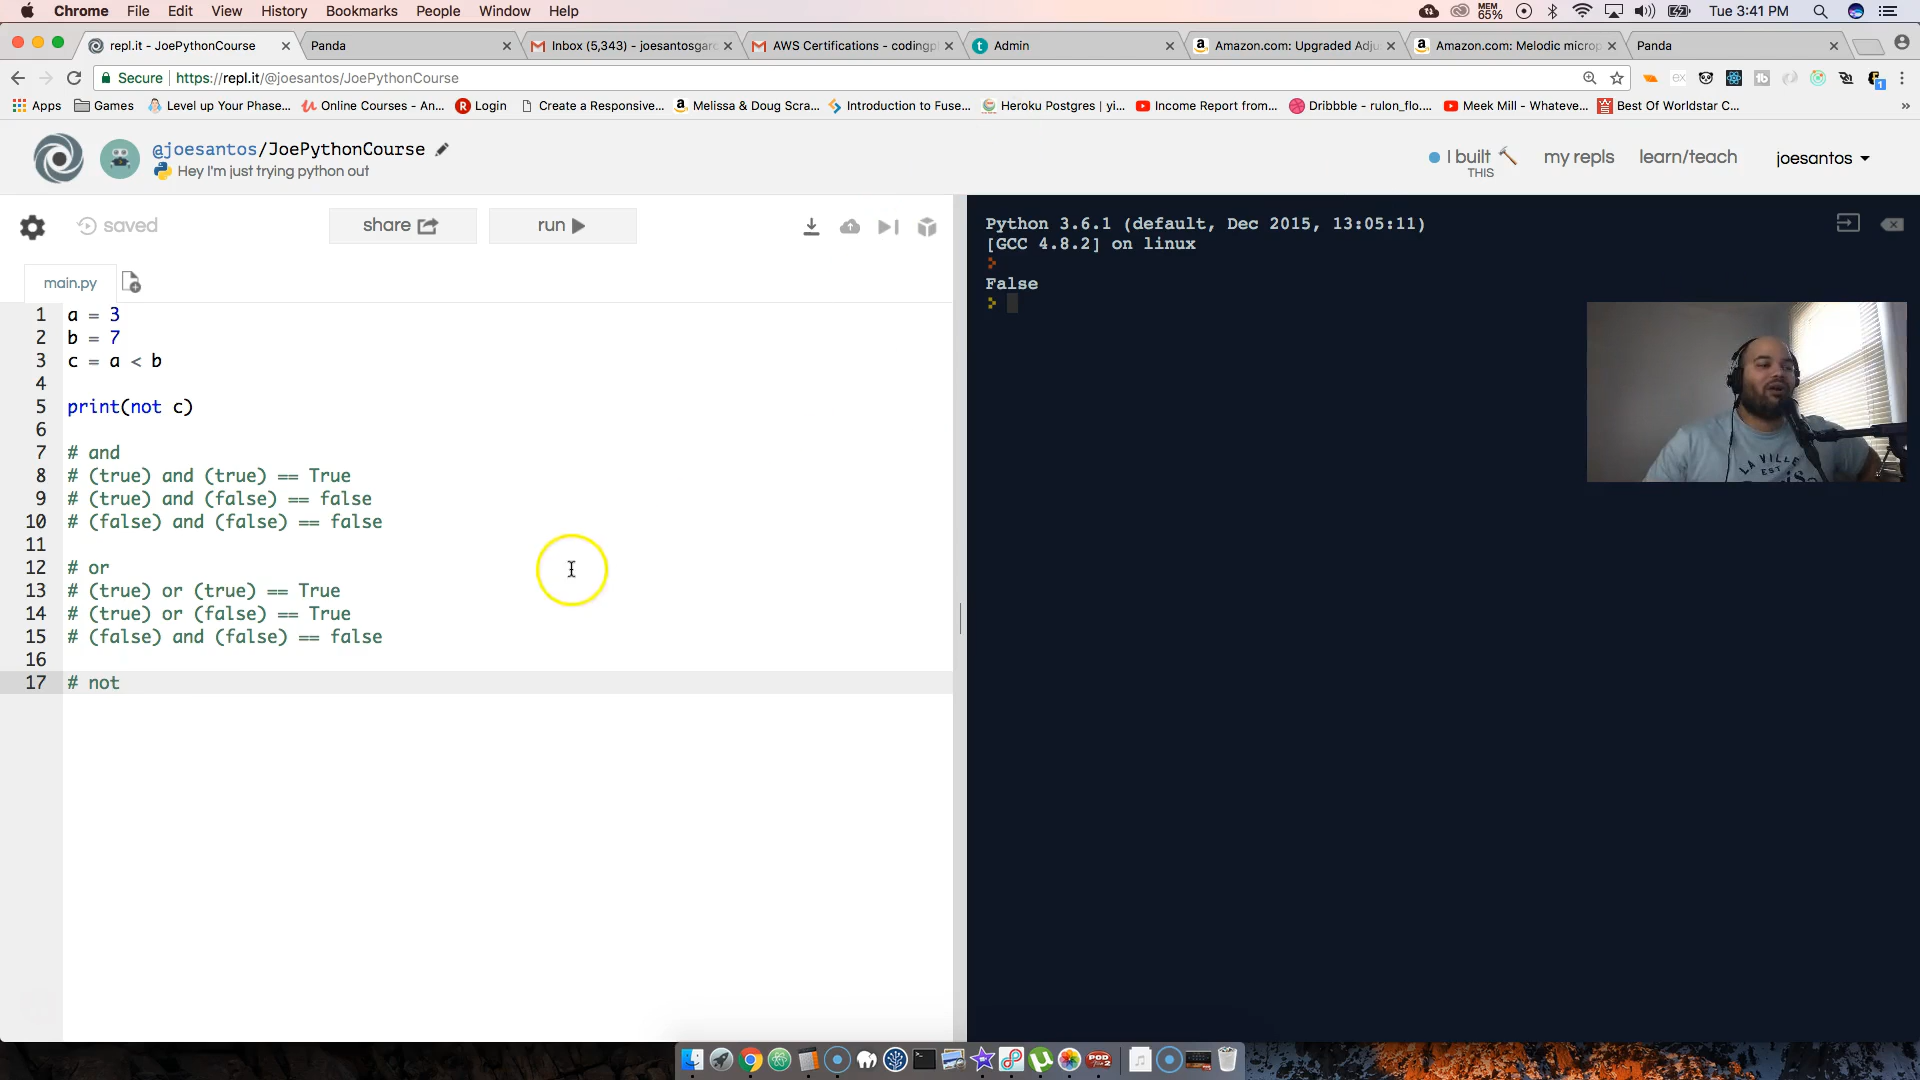 Chrome File Edit View History Bookmarks People Window Help MEM 65% Tue 3:41 PM
repl.it - JoePythonCourse Panda Inbox (5,343) - joesantosgar AWS Certifications - codingp Admin Amazon.com: Upgraded Adju Amazon.com: Melodic microp Panda
Secure https://repl.it/@joesantos/JoePythonCourse
Apps Games Level up Your Phase... Online Courses - An... Login Create a Responsive... Melissa & Doug Scra... Introduction to Fuse... Heroku Postgres | yi... Income Report from... Dribbble - rulon_flo.... Meek Mill - Whateve... Best Of Worldstar C... »
@joesantos/JoePythonCourse
Hey I'm just trying python out
I built
THIS
my repls learn/teach joesantos
saved share run
main.py
1 a = 3
2 b = 7
3 c = a < b
4
5 print(not c)
6
7 # and
8 # (true) and (true) == True
9 # (true) and (false) == false
10 # (false) and (false) == false
11
12 # or
13 # (true) or (true) == True
14 # (true) or (false) == True
15 # (false) and (false) == false
16
17 # not
Python 3.6.1 (default, Dec 2015, 13:05:11)
[GCC 4.8.2] on linux
False
LA VILLE
EST.